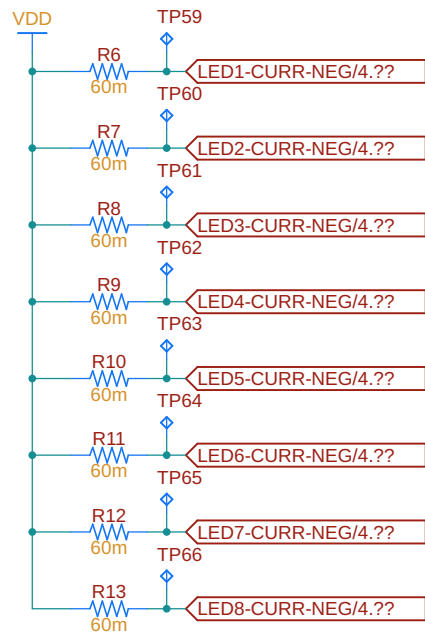 TP59
VDD
R6
LED1-CURR-NEG/4.??
60m
TP60
R7
LED2-CURR-NEG/4.??
60m
TP61
R8
LED3-CURR-NEG/4.??
60m
TP62
R9
LED4-CURR-NEG/4.??
60m
TP63
R10
LED5-CURR-NEG/4.??
60m
TP64
R11
LED6-CURR-NEG/4.??
60m
TP65
R12
LED7-CURR-NEG/4.??
60m
TP66
R13
LED8-CURR-NEG/4.??
60m